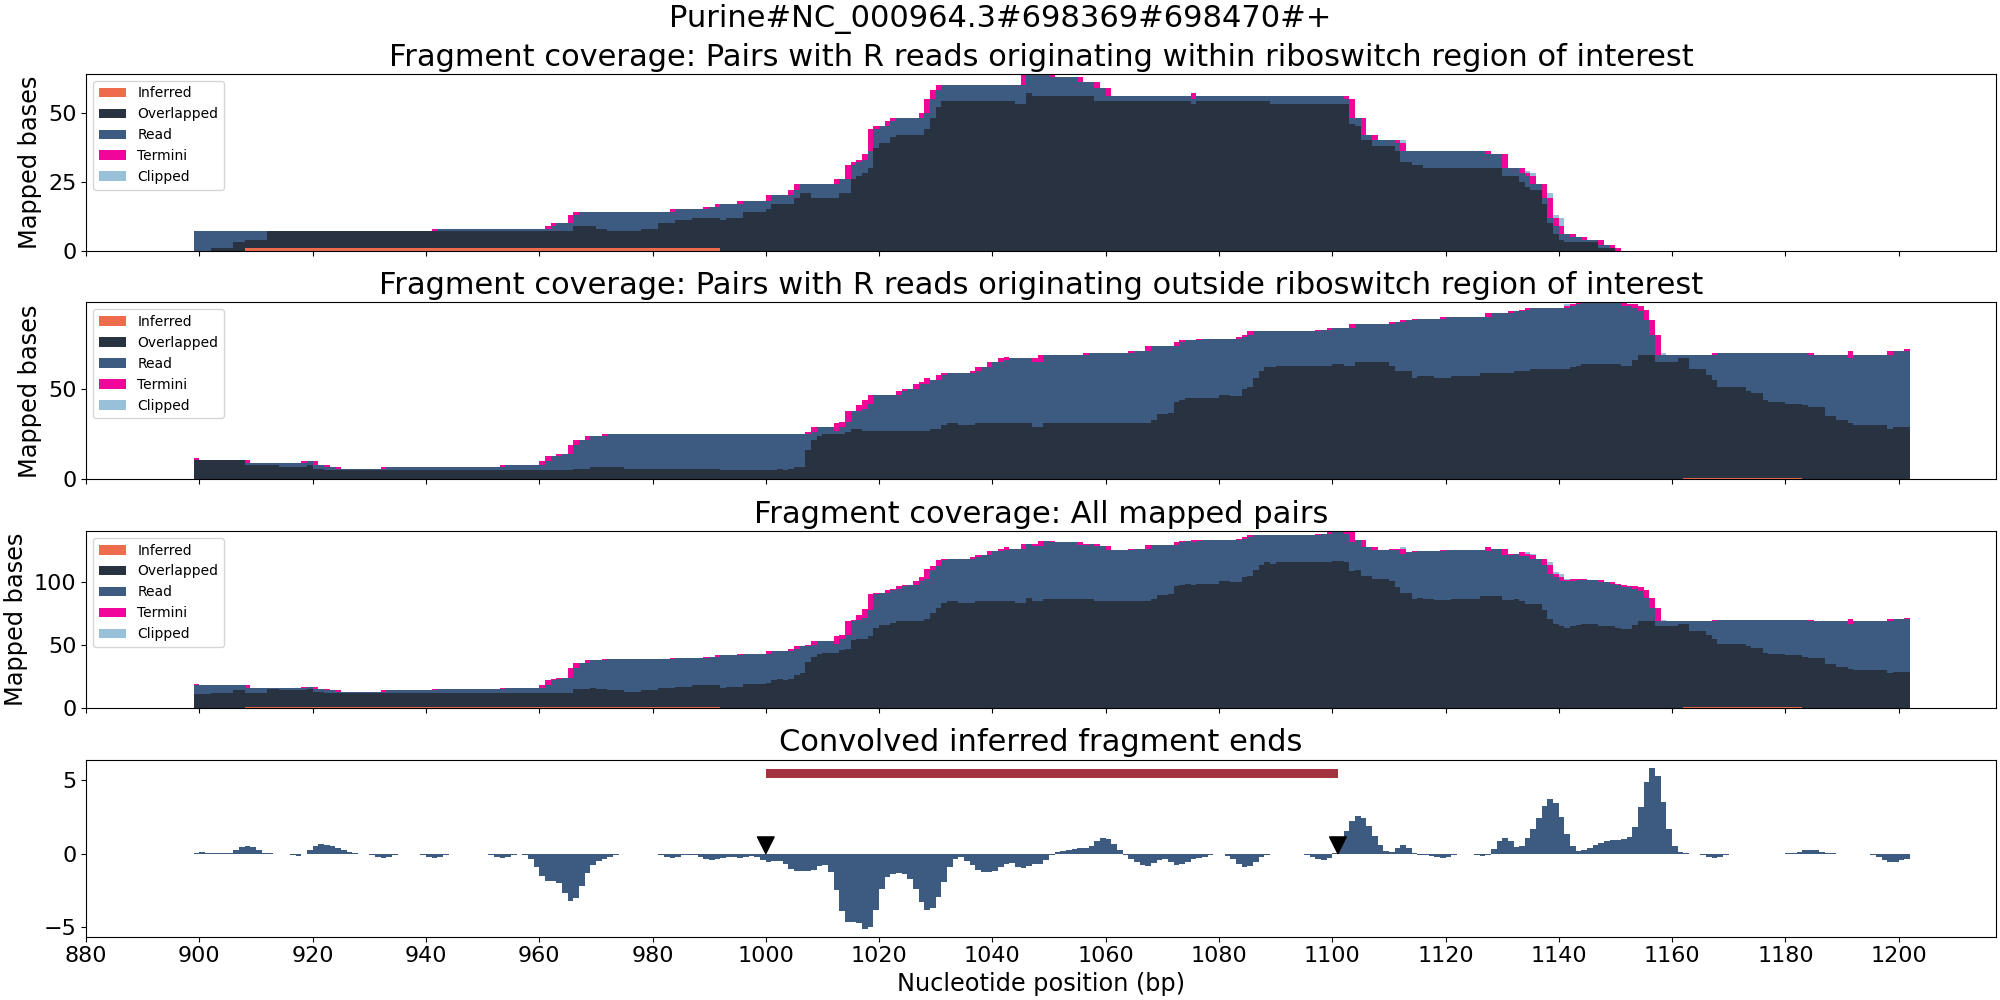 Purine#NC_000964.3#698369#698470#+
Fragment coverage: Pairs with R reads originating within riboswitch region of interest
Mapped bases
50
25
0
Inferred
Overlapped
Read
Termini
Clipped
Fragment coverage: Pairs with R reads originating outside riboswitch region of interest
Mapped bases
50
0
Inferred
Overlapped
Read
Termini
Clipped
Fragment coverage: All mapped pairs
Mapped bases
100
50
0
Inferred
Overlapped
Read
Termini
Clipped
Convolved inferred fragment ends
5
0
−5
880 900 920 940 960 980 1000 1020 1040 1060 1080 1100 1120 1140 1160 1180 1200
Nucleotide position (bp)